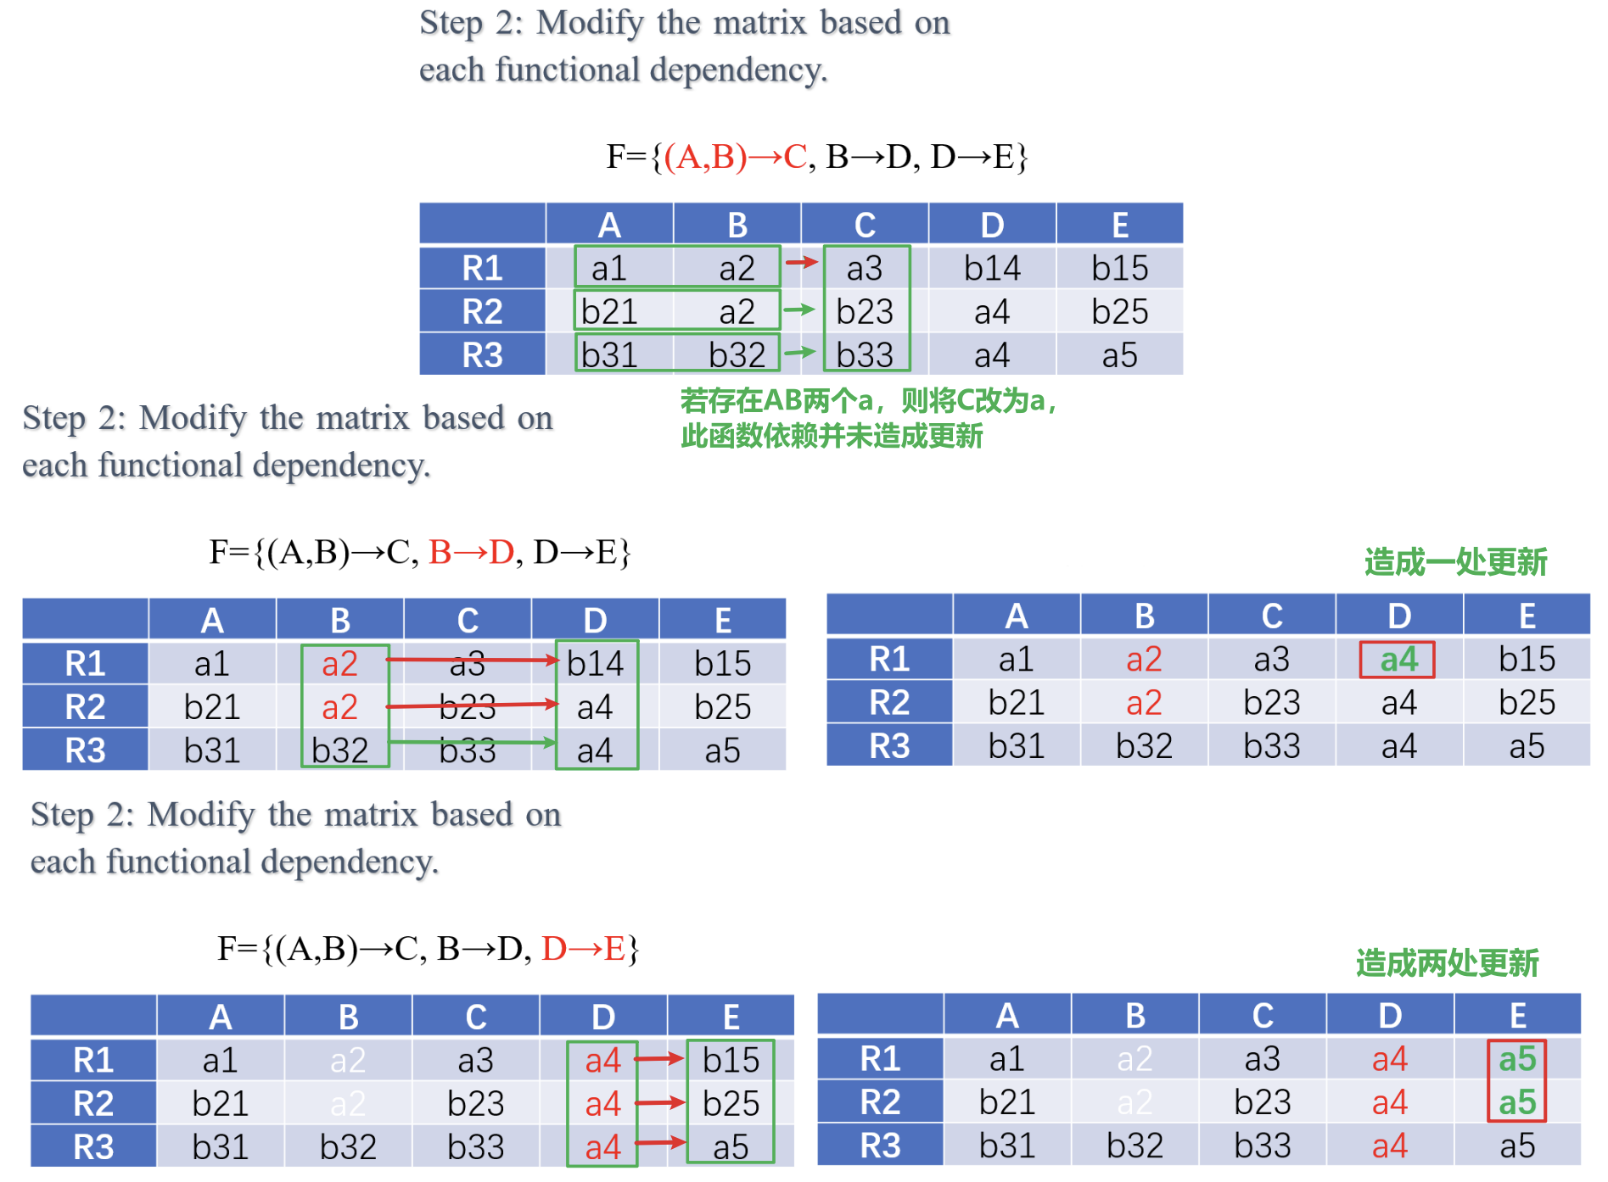 Step 2: Modify the matrix based on
each functional dependency.
F={(A,B)→C, B→D, D→E}
A B C D E
R1 a1 a2 a3 b14 b15
R2 b21 a2 b23 a4 b25
R3 b31 b32 b33 a4 a5
若存在AB两个a，则将C改为a，
此函数依赖并未造成更新
Step 2: Modify the matrix based on
each functional dependency.
F={(A,B)→C, B→D, D→E}
A B C D E
R1 a1 a2 a3 b14 b15
R2 b21 a2 b23 a4 b25
R3 b31 b32 b33 a4 a5
造成一处更新
A B C D E
R1 a1 a2 a3 a4 b15
R2 b21 a2 b23 a4 b25
R3 b31 b32 b33 a4 a5
Step 2: Modify the matrix based on
each functional dependency.
F={(A,B)→C, B→D, D→E}
A B C D E
R1 a1 a2 a3 a4 b15
R2 b21 a2 b23 a4 b25
R3 b31 b32 b33 a4 a5
造成两处更新
A B C D E
R1 a1 a2 a3 a4 a5
R2 b21 a2 b23 a4 a5
R3 b31 b32 b33 a4 a5